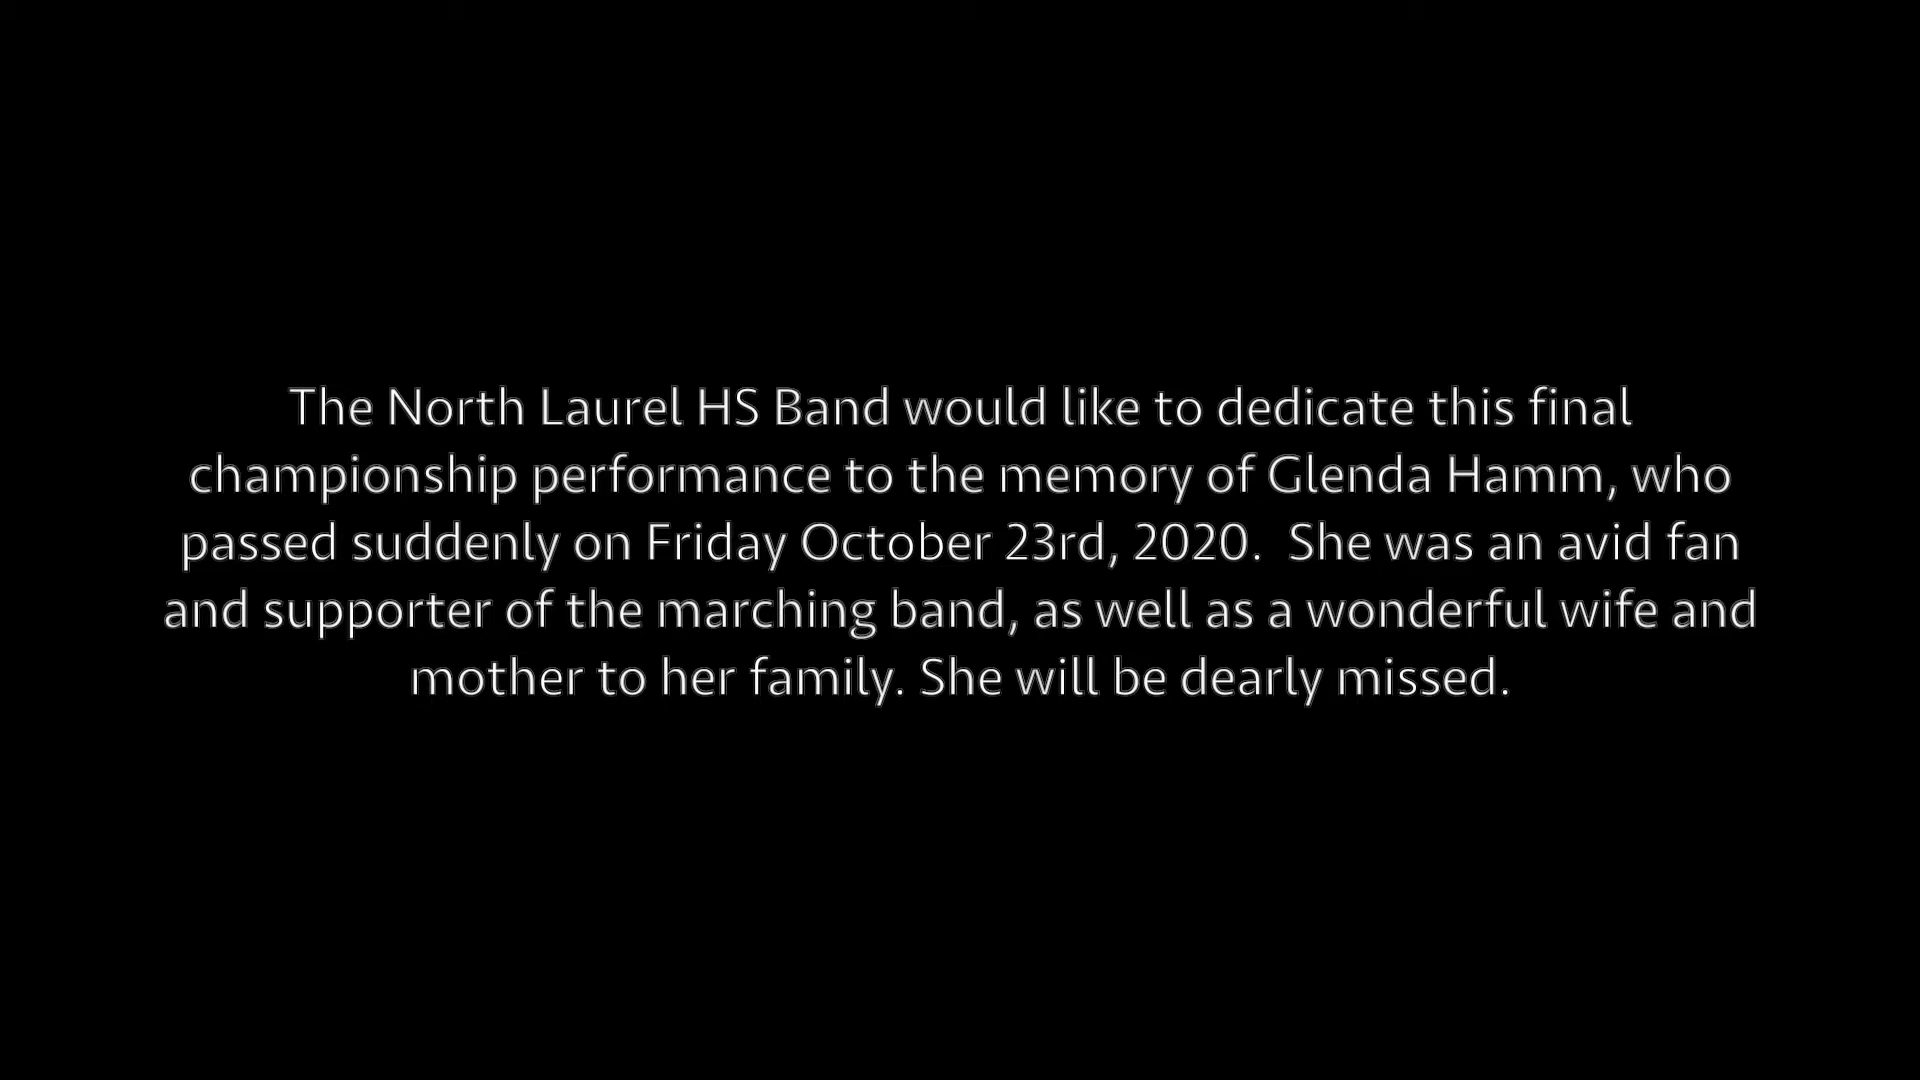 The North Laurel HS Band would like to dedicate this final
championship performance to the memory of Glenda Hamm, who
passed suddenly on Friday October 23rd, 2020.  She was an avid fan
and supporter of the marching band, as well as a wonderful wife and
mother to her family. She will be dearly missed.